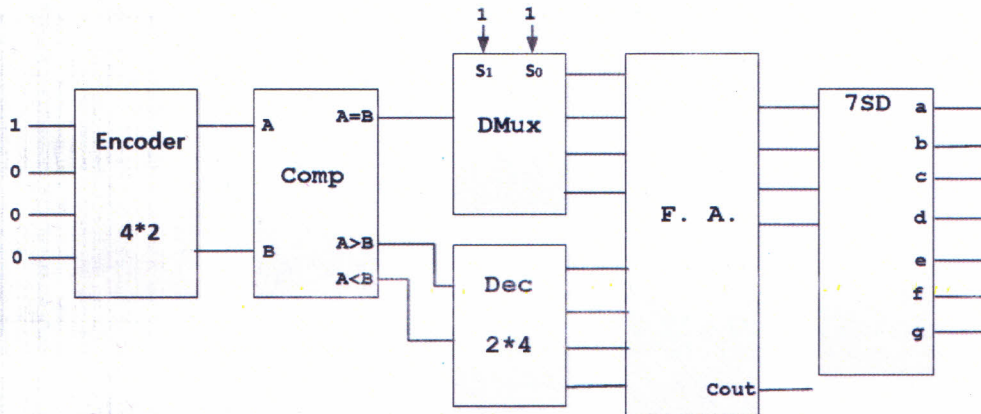 1 1
S1 S0
1
0
0
0
Encoder
4*2
A
B
Comp
A=B
A>B
A<B
DMux
Dec
2*4
F. A.
Cout
7SD
a
b
c
d
e
f
g